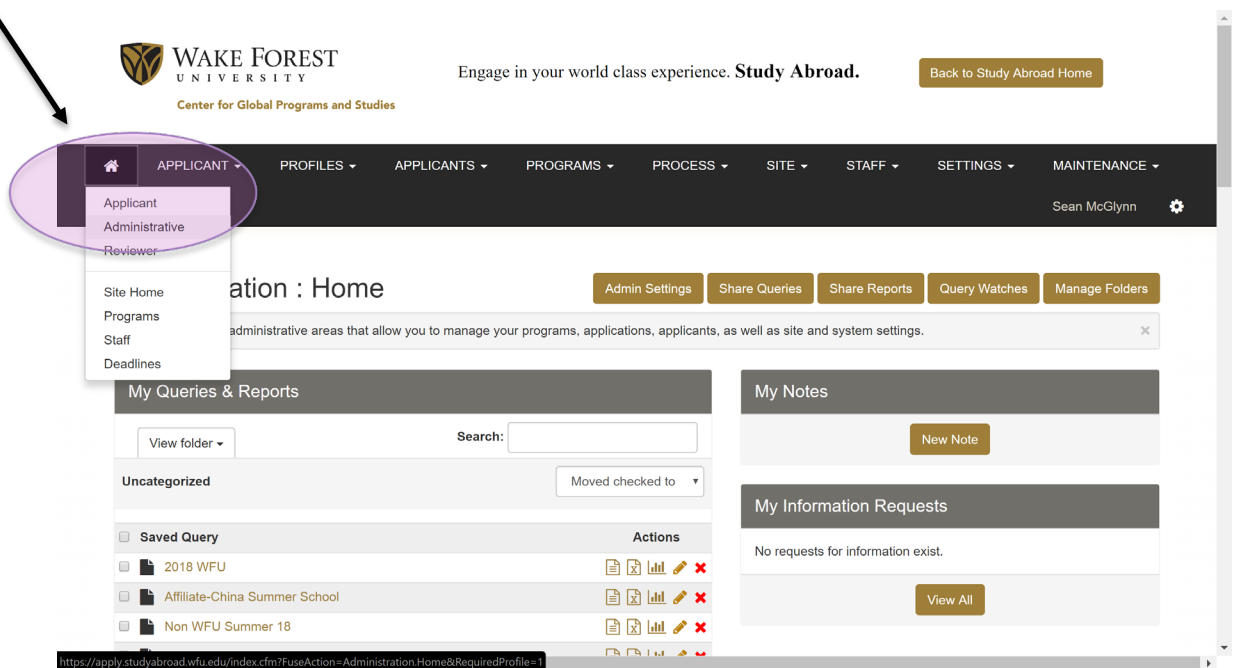 WAKE FOREST
UNIVERSITY
Center for Global Programs and Studies
Engage in your world class experience. Study Abroad.
Back to Study Abroad Home
APPLICANT PROFILES APPLICANTS PROGRAMS PROCESS SITE STAFF SETTINGS MAINTENANCE
Sean McGlynn
Applicant
Administrative
Reviewer
Site Home
Programs
Staff
Deadlines
ation : Home
Admin Settings Share Queries Share Reports Query Watches Manage Folders
administrative areas that allow you to manage your programs, applications, applicants, as well as site and system settings. ×
My Queries & Reports
View folder Search:
Uncategorized Moved checked to
Saved Query Actions
2018 WFU
Affiliate-China Summer School
Non WFU Summer 18
My Notes
New Note
My Information Requests
No requests for information exist.
View All
https://apply.studyabroad.wfu.edu/index.cfm?FuseAction=Administration.Home&RequiredProfile=1